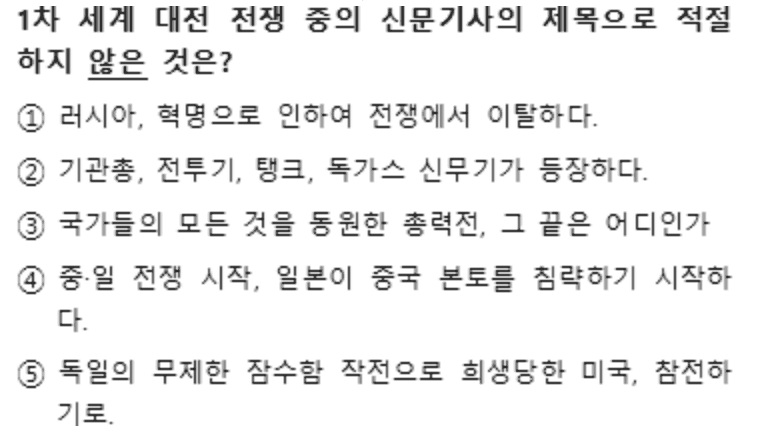 1차 세계 대전 전쟁 중의 신문기사의 제목으로 적절
하지 않은 것은?
① 러시아, 혁명으로 인하여 전쟁에서 이탈하다.
② 기관총, 전투기, 탱크, 독가스 신무기가 등장하다.
③ 국가들의 모든 것을 동원한 총력전, 그 끝은 어디인가
④ 중·일 전쟁 시작, 일본이 중국 본토를 침략하기 시작하
다.
⑤ 독일의 무제한 잠수함 작전으로 희생당한 미국, 참전하
기로.